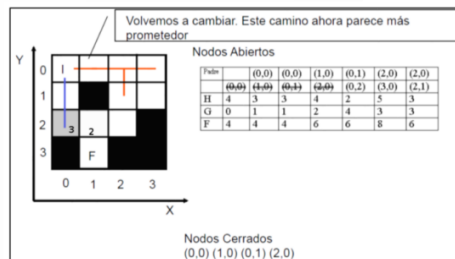 Volvemos a cambiar. Este camino ahora parece más
prometedor
Nodos Abiertos
Y
0 I
1
2 3 2
3 F
0 1 2 3
X
Padre (0,0) (0,0) (1,0) (0,1) (2,0) (2,0)
(0,0) (1,0) (0,1) (2,0) (0,2) (3,0) (2,1)
H 4 3 3 4 2 5 3
G 0 1 1 2 4 3 3
F 4 4 4 6 6 8 6
Nodos Cerrados
(0,0) (1,0) (0,1) (2,0)